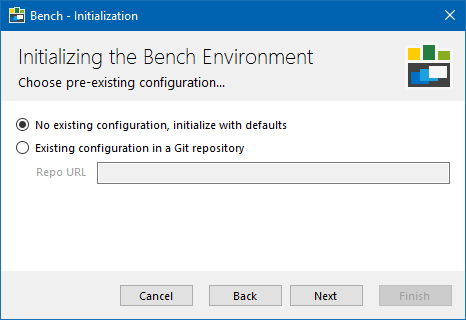 Bench - Initialization
Initializing the Bench Environment
Choose pre-existing configuration...
No existing configuration, initialize with defaults
Existing configuration in a Git repository
Repo URL
Cancel Back Next Finish